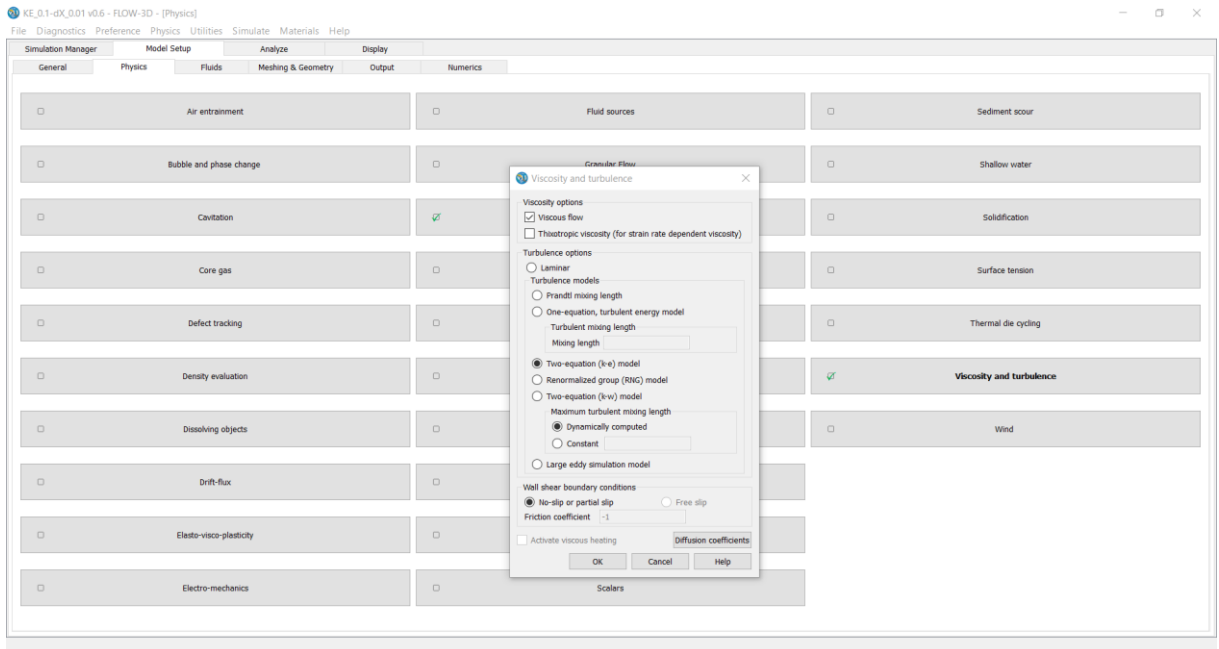 KE_0.1-dX_0.01 v0.6 - FLOW-3D - [Physics]
File Diagnostics Preference Physics Utilities Simulate Materials Help
Simulation Manager Model Setup Analyze Display
General Physics Fluids Meshing & Geometry Output Numerics
Air entrainment Fluid sources Sediment scour
Bubble and phase change Granular Flow Shallow water
Cavitation Solidification
Core gas Surface tension
Defect tracking Thermal die cycling
Density evaluation Viscosity and turbulence
Dissolving objects Wind
Drift-flux
Elasto-visco-plasticity
Electro-mechanics Scalars
Viscosity and turbulence
Viscosity options
Viscous flow
Thixotropic viscosity (for strain rate dependent viscosity)
Turbulence options
Laminar
Turbulence models
Prandtl mixing length
One-equation, turbulent energy model
Turbulent mixing length
Mixing length
Two-equation (k-e) model
Renormalized group (RNG) model
Two-equation (k-w) model
Maximum turbulent mixing length
Dynamically computed
Constant
Large eddy simulation model
Wall shear boundary conditions
No-slip or partial slip Free slip
Friction coefficient -1
Activate viscous heating Diffusion coefficients
OK Cancel Help